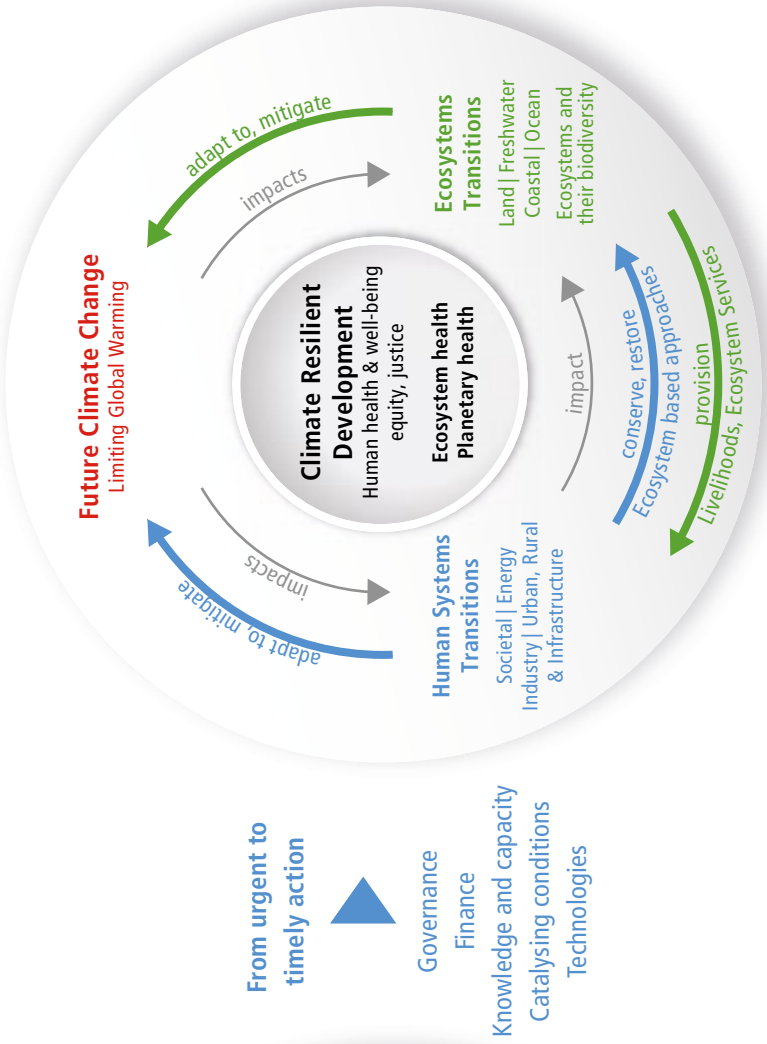 From urgent to
timely action
Governance
Finance
Knowledge and capacity
Catalysing conditions
Technologies
Future Climate Change
Limiting Global Warming
adapt to, mitigate
impacts
impacts
adapt to, mitigate
Climate Resilient
Development
Human health & well-being
equity, justice
Ecosystem health
Planetary health
Human Systems
Transitions
Societal | Energy
Industry | Urban, Rural
& Infrastructure
Ecosystems
Transitions
Land | Freshwater
Coastal | Ocean
Ecosystems and
their biodiversity
impact
conserve, restore
Ecosystem based approaches
provision
Livelihoods, Ecosystem Services